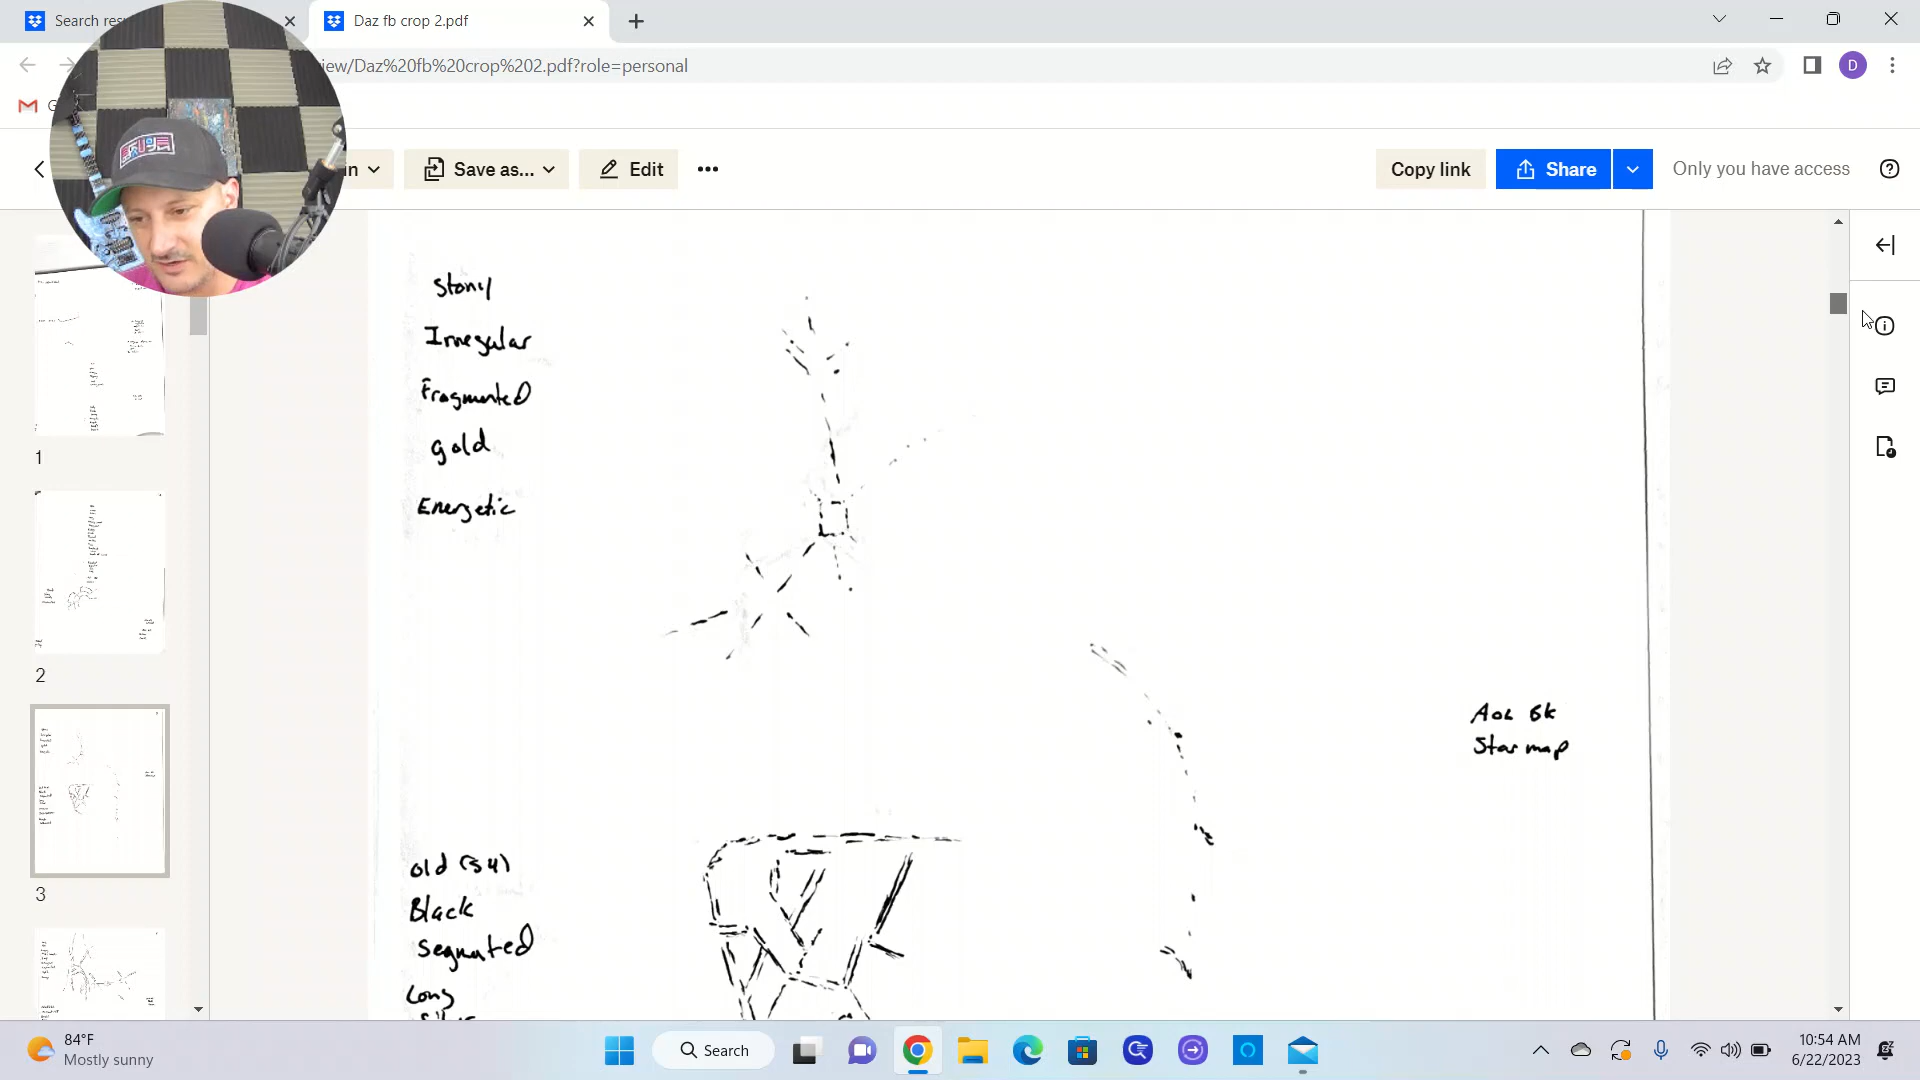 Search res
Daz fb crop 2.pdf
iew/Daz%20fb%20crop%202.pdf?role=personal
D
G
Save as...
Edit
Copy link
Share
Only you have access
Stony
Irregular
Fragmented
gold
Energetic
1
2
3
AOL 6k
Star map
old (54)
Black
Segmented
Long
84°F
Mostly sunny
Search
10:54 AM
6/22/2023